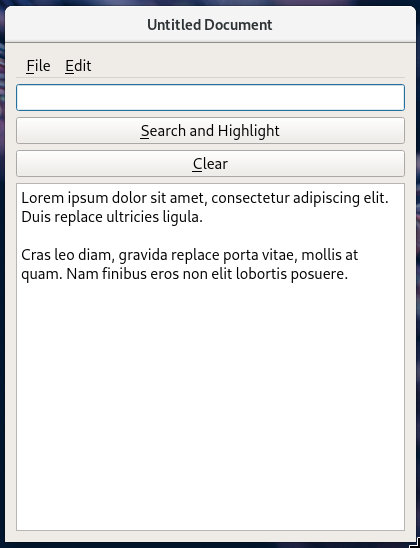 Untitled Document
File Edit
Search and Highlight
Clear
Lorem ipsum dolor sit amet, consectetur adipiscing elit.
Duis replace ultricies ligula.
Cras leo diam, gravida replace porta vitae, mollis at
quam. Nam finibus eros non elit lobortis posuere.